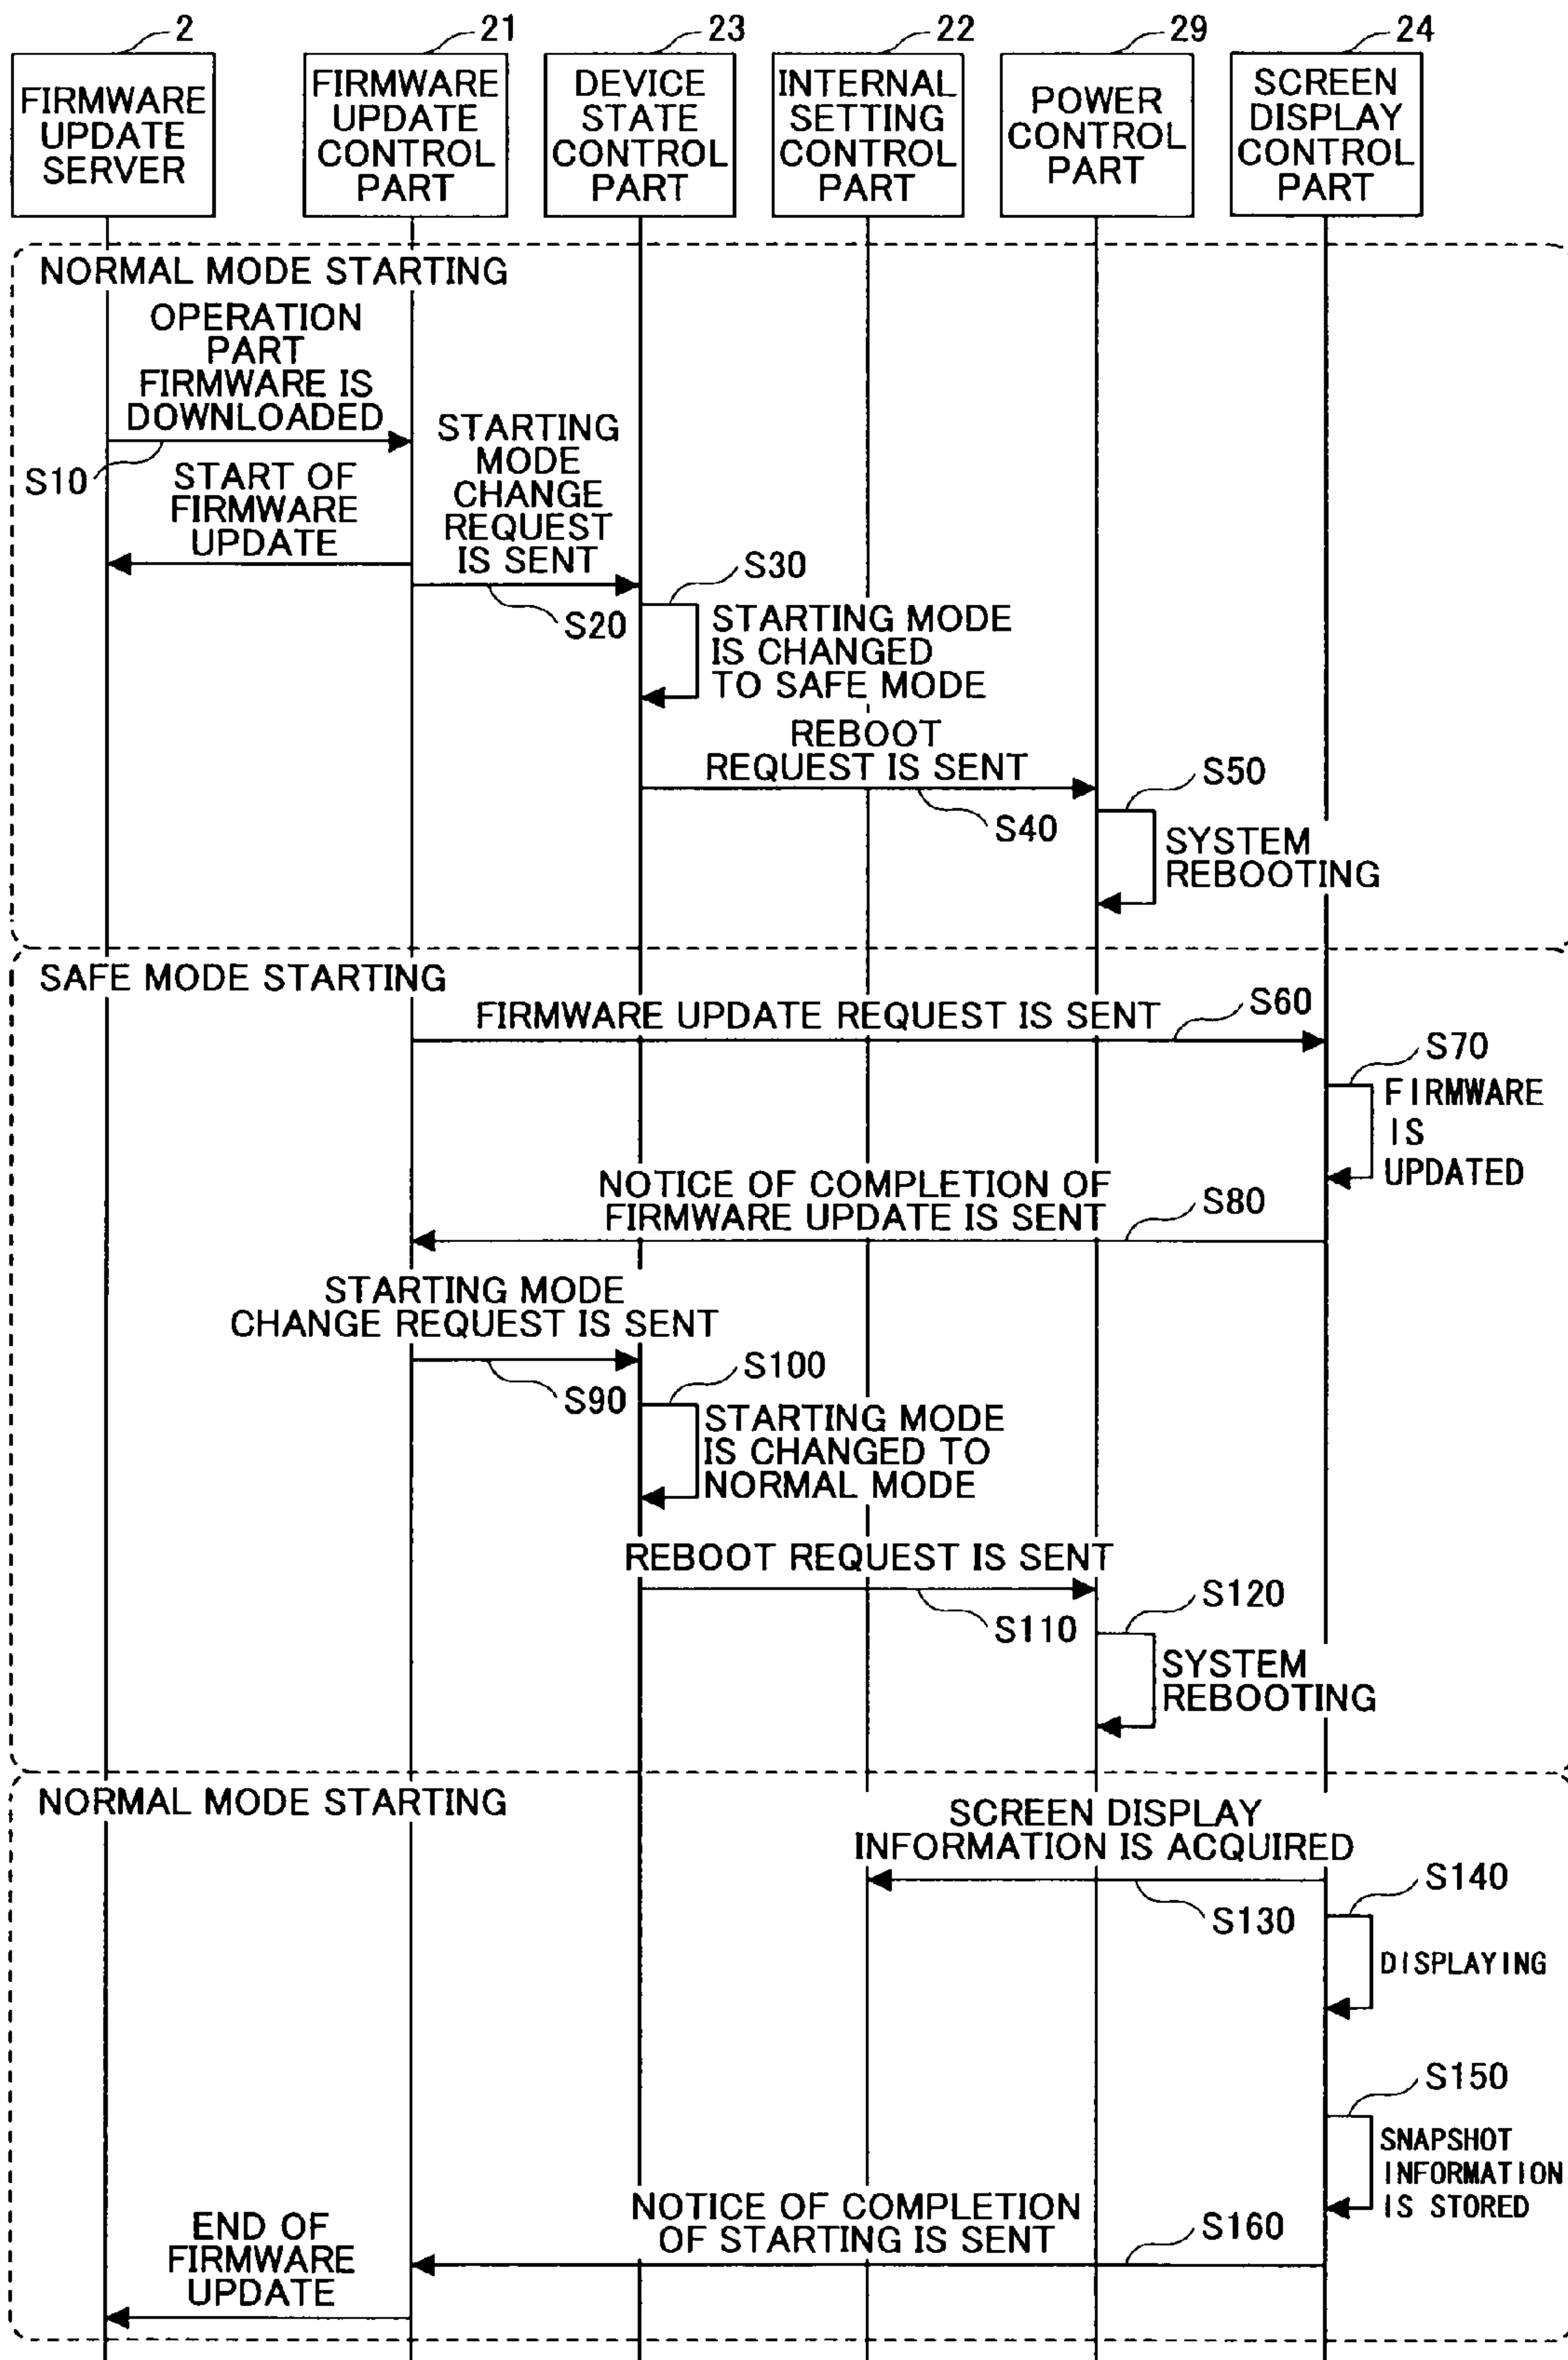 2
21
23
22
29
24
FIRMWARE
UPDATE
SERVER
FIRMWARE
UPDATE
CONTROL
PART
DEVICE
STATE
CONTROL
PART
INTERNAL
SETTING
CONTROL
PART
POWER
CONTROL
PART
SCREEN
DISPLAY
CONTROL
PART
NORMAL MODE STARTING
OPERATION
PART
FIRMWARE IS
DOWNLOADED
S10
START OF
FIRMWARE
UPDATE
STARTING
MODE
CHANGE
REQUEST
IS SENT
S20
S30
STARTING MODE
IS CHANGED
TO SAFE MODE
REBOOT
REQUEST IS SENT
S40
S50
SYSTEM
REBOOTING
SAFE MODE STARTING
FIRMWARE UPDATE REQUEST IS SENT
S60
S70
FIRMWARE
IS
UPDATED
NOTICE OF COMPLETION OF
FIRMWARE UPDATE IS SENT
S80
STARTING MODE
CHANGE REQUEST IS SENT
S90
S100
STARTING MODE
IS CHANGED TO
NORMAL MODE
REBOOT REQUEST IS SENT
S110
S120
SYSTEM
REBOOTING
NORMAL MODE STARTING
SCREEN DISPLAY
INFORMATION IS ACQUIRED
S130
S140
DISPLAYING
S150
SNAPSHOT
INFORMATION
IS STORED
NOTICE OF COMPLETION
OF STARTING IS SENT
S160
END OF
FIRMWARE
UPDATE